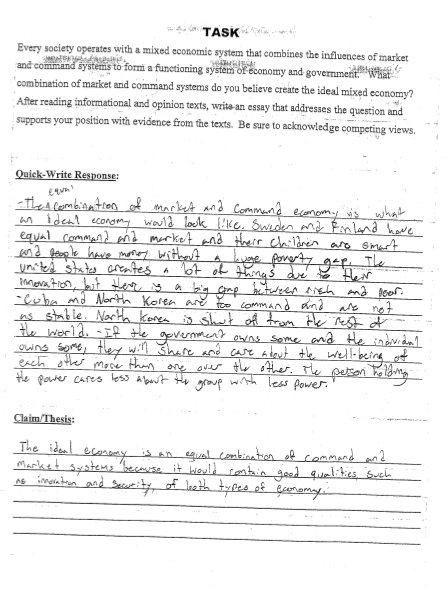 TASK
Every society operates with a mixed economic system that combines the influences of market
and command systems to form a functioning system of economy and government. What
combination of market and command systems do you believe create the ideal mixed economy?
After reading informational and opinion texts, write an essay that addresses the question and
supports your position with evidence from the texts. Be sure to acknowledge competing views.
Quick-Write Response:
equal
- The combination of market and command economy is what
an ideal economy would look like. Sweden and Finland have
equal command and market and their children are smart
and people have money without a huge poverty gap. The
united states creates a lot of things due to their
innovation, but there is a big gap between rich and poor.
- Cuba and North Korea are too command and are not
as stable. North Korea is shut off from the rest of
the world. - If the government owns some and the individual
owns some, they will share and care about the well-being of
each other more than one over the other. The person holding
the power cares less about the group with less power.
Claim/Thesis:
The ideal economy is an equal combination of command and
market systems because it would contain good qualities, such
as innovation and security, of both types of economy.